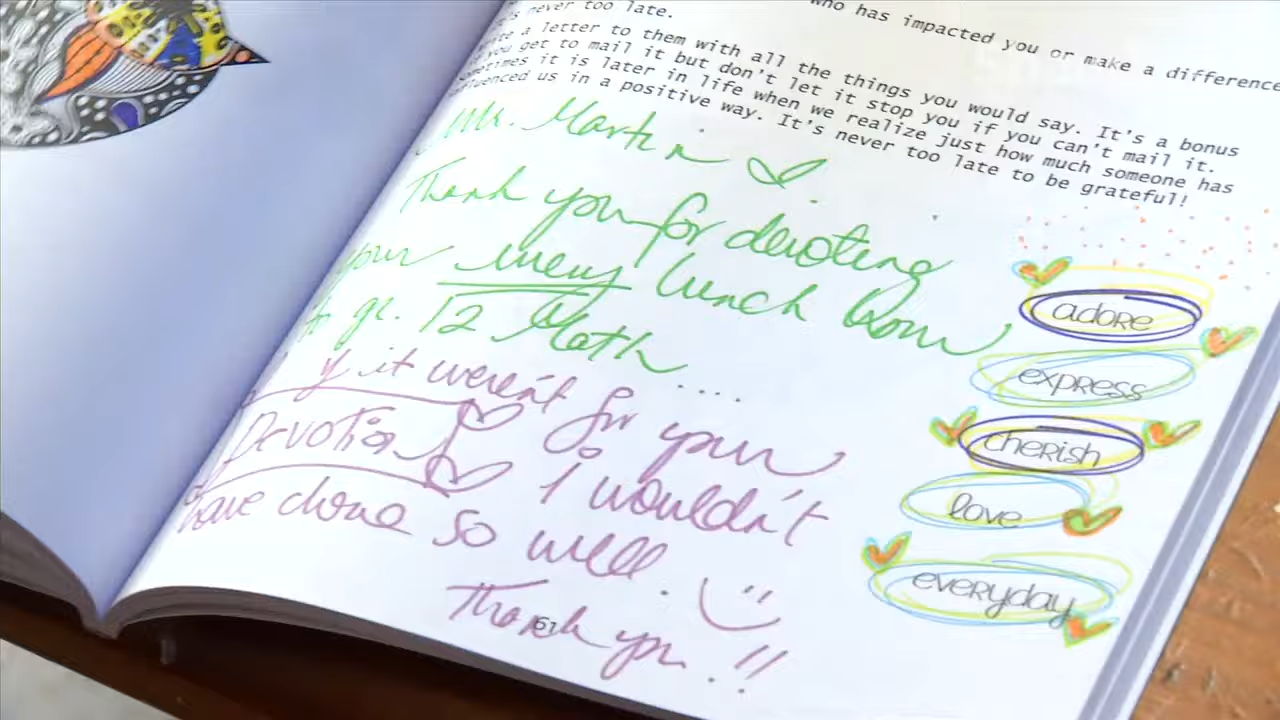 who has impacted you or make a difference
never too late.
a letter to them with all the things you would say. It's a bonus
you get to mail it but don't let it stop you if you can't mail it.
it is later in life when we realize just how much someone has
us in a positive way. It's never too late to be grateful!
Mr. Martin
Thank you for devoting
your every lunch hour
to gr. 12 Math....
if it weren't for your
Devotion I wouldn't
have done so well.
Thank you!!
adore
express
cherish
love
everyday
61